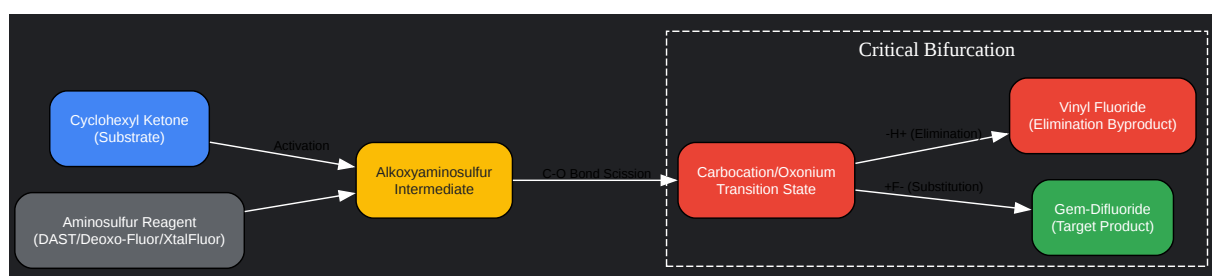 Critical Bifurcation
Cyclohexyl Ketone
(Substrate)
Activation
Aminosulfur Reagent
(DAST/Deoxo-Fluor/XtalFluor)
Alkoxyaminosulfur
Intermediate
C-O Bond Scission
Carbocation/Oxonium
Transition State
-H+ (Elimination)
Vinyl Fluoride
(Elimination Byproduct)
+F- (Substitution)
Gem-Difluoride
(Target Product)